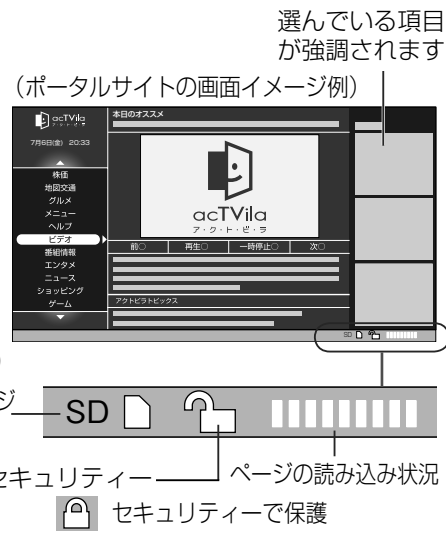 選んでいる項目
が強調されます
（ポータルサイトの画面イメージ例）
acTVila
ア・ク・ト・ビ・ラ
本日のオススメ
7月6日(金) 20:33
株価
地図交通
グルメ
メニュー
ヘルプ
ビデオ
番組情報
エンタメ
ニュース
ショッピング
ゲーム
acTVila
ア・ク・ト・ビ・ラ
前○ 再生○ 一時停止○ 次○
アクトビラトピックス
SD
ジ
SD
セキュリティー
ページの読み込み状況
セキュリティーで保護